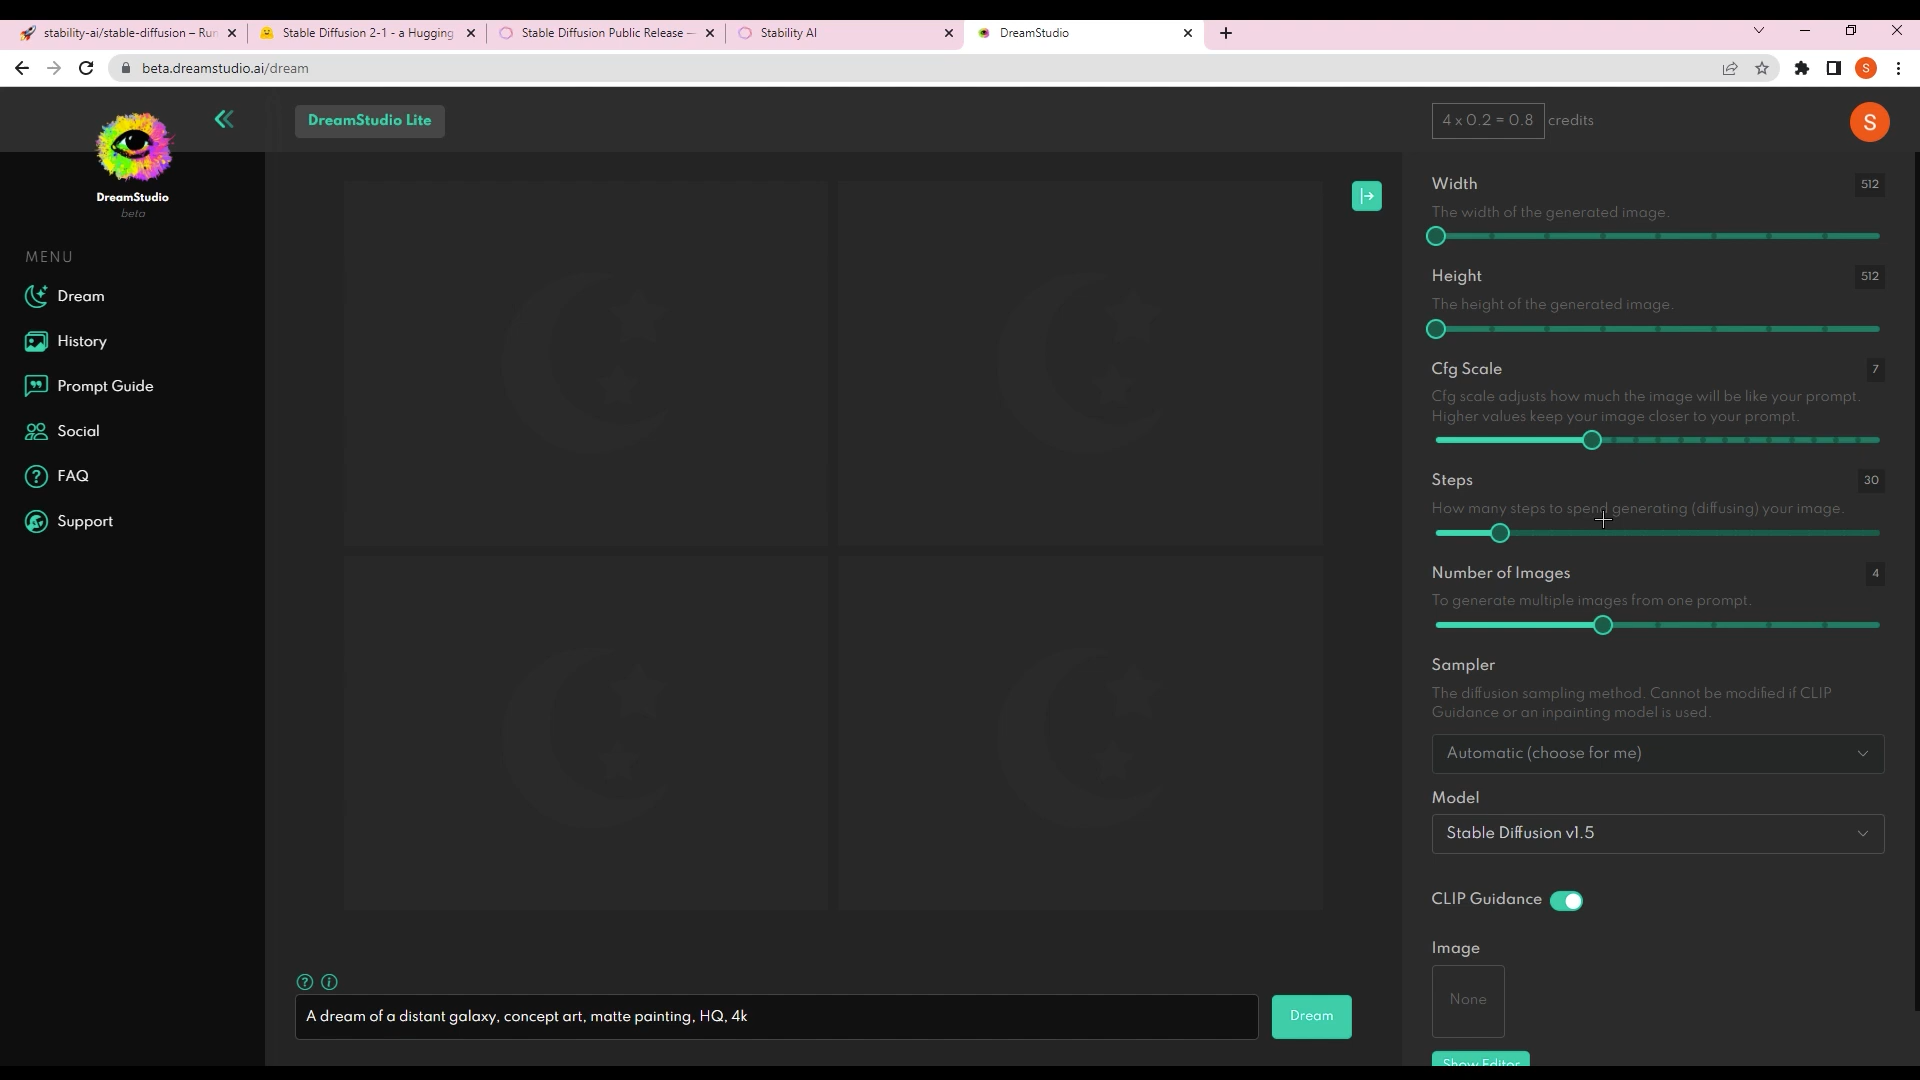 stability-ai/stable-diffusion – Run
Stable Diffusion 2-1 - a Hugging
Stable Diffusion Public Release —
Stability AI
DreamStudio
beta.dreamstudio.ai/dream
S
DreamStudio
beta
DreamStudio Lite
4 x 0.2 = 0.8 credits
S
MENU
Dream
History
Prompt Guide
Social
FAQ
Support
Width
512
The width of the generated image.
Height
512
The height of the generated image.
Cfg Scale
7
Cfg scale adjusts how much the image will be like your prompt.
Higher values keep your image closer to your prompt.
Steps
30
How many steps to spend generating (diffusing) your image.
Number of Images
4
To generate multiple images from one prompt.
Sampler
The diffusion sampling method. Cannot be modified if CLIP
Guidance or an inpainting model is used.
Automatic (choose for me)
Model
Stable Diffusion v1.5
CLIP Guidance
Image
None
Show Editor
A dream of a distant galaxy, concept art, matte painting, HQ, 4k
Dream